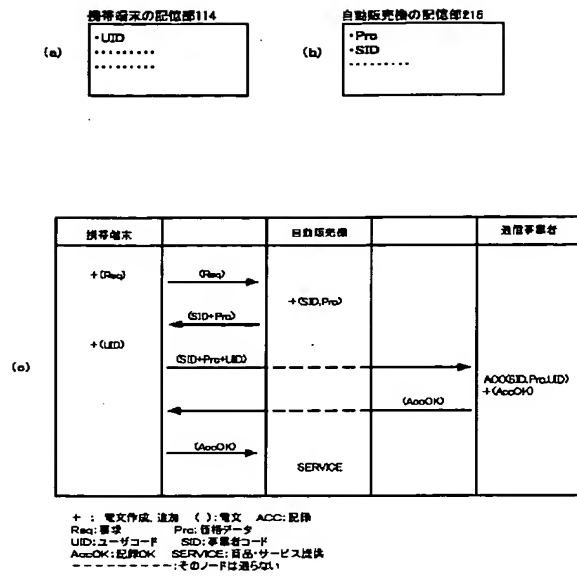 携帯端末の記憶部114
(a)
・UID
・・・・・・・・・
・・・・・・・・・
自動販売機の記憶部215
(b)
・Pro
・SID
・・・・・・・・・
携帯端末 自動販売機 通信事業者
+(Req) (Req)
+(SID,Pro)
(SID+Pro)
+(UID)
(SID+Pro+UID)
(c)
ACC(SID,Pro,UID)
+(AccOK)
(AccOK)
(AccOK)
SERVICE
+ : 電文作成、追加 ( ):電文 ACC:記録
Req:要求 Pro:価格データ
UID:ユーザコード SID:事業者コード
AccOK:記録OK SERVICE:商品・サービス提供
----------:そのノードは通らない